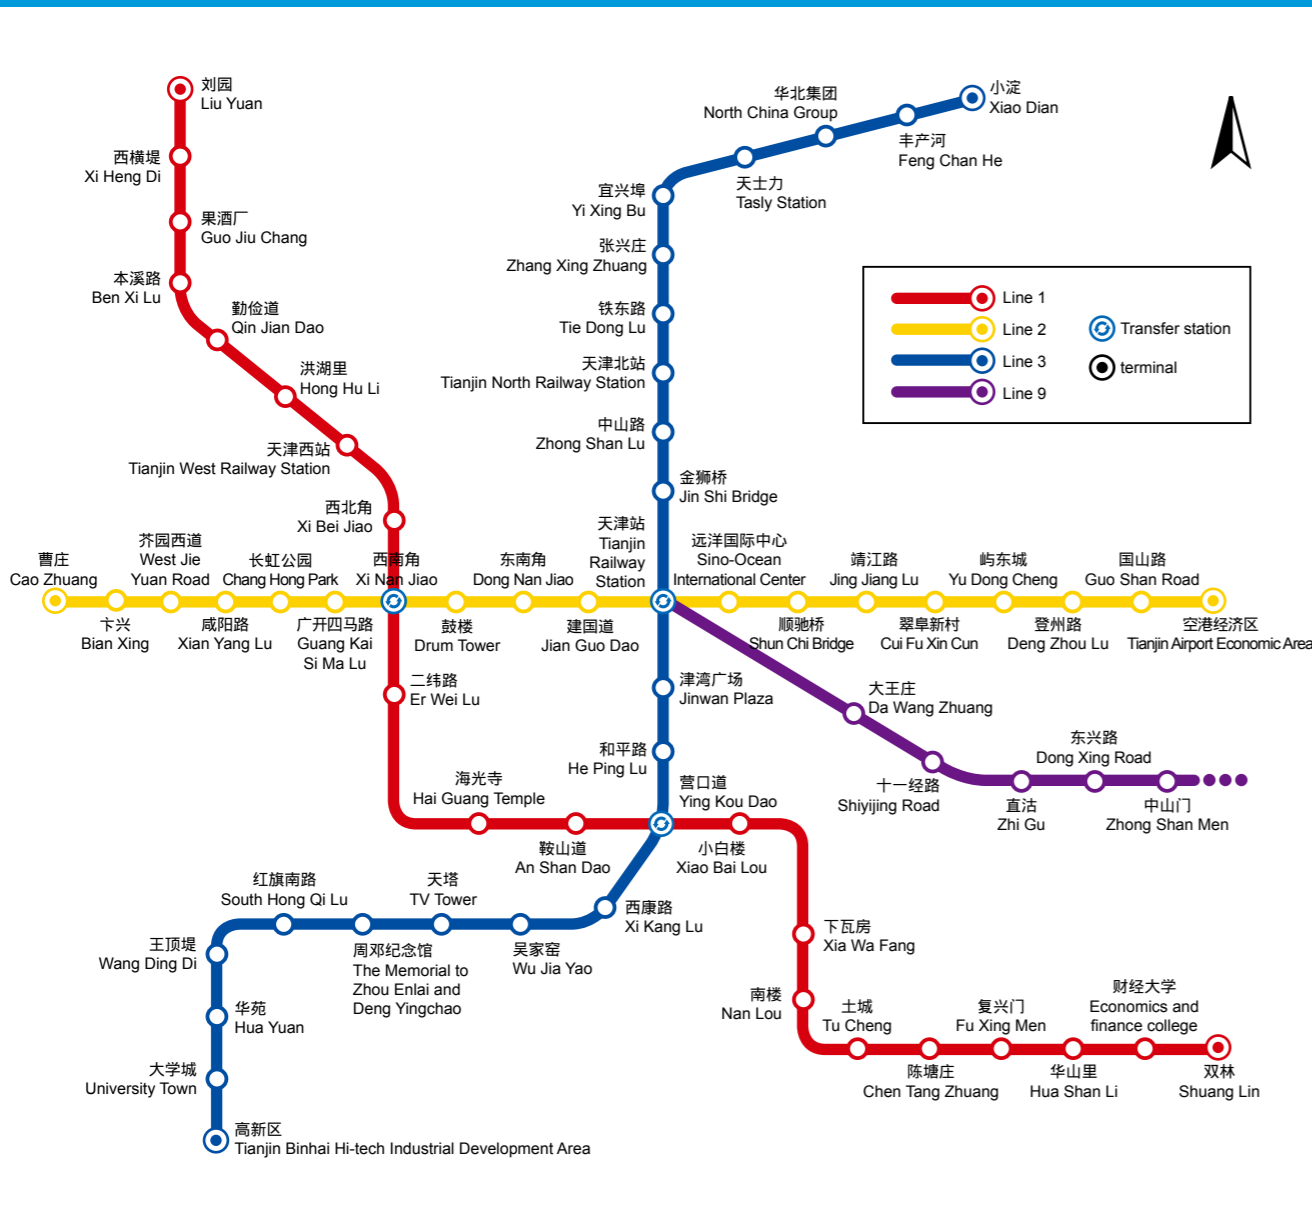 刘园
Liu Yuan
西横堤
Xi Heng Di
果酒厂
Guo Jiu Chang
本溪路
Ben Xi Lu
勤俭道
Qin Jian Dao
洪湖里
Hong Hu Li
天津西站
Tianjin West Railway Station
西北角
Xi Bei Jiao
华北集团
North China Group
小淀
Xiao Dian
丰产河
Feng Chan He
天士力
Tasly Station
宜兴埠
Yi Xing Bu
张兴庄
Zhang Xing Zhuang
铁东路
Tie Dong Lu
天津北站
Tianjin North Railway Station
中山路
Zhong Shan Lu
金狮桥
Jin Shi Bridge
Line 1
Line 2
Line 3
Line 9
Transfer station
terminal
曹庄
Cao Zhuang
芥园西道
West Jie
Yuan Road
长虹公园
Chang Hong Park
西南角
Xi Nan Jiao
东南角
Dong Nan Jiao
天津站
Tianjin
Railway
Station
远洋国际中心
Sino-Ocean
International Center
靖江路
Jing Jiang Lu
屿东城
Yu Dong Cheng
国山路
Guo Shan Road
卞兴
Bian Xing
咸阳路
Xian Yang Lu
广开四马路
Guang Kai
Si Ma Lu
鼓楼
Drum Tower
建国道
Jian Guo Dao
顺驰桥
Shun Chi Bridge
翠阜新村
Cui Fu Xin Cun
登州路
Deng Zhou Lu
空港经济区
Tianjin Airport Economic Area
二纬路
Er Wei Lu
津湾广场
Jinwan Plaza
大王庄
Da Wang Zhuang
和平路
He Ping Lu
东兴路
Dong Xing Road
海光寺
Hai Guang Temple
营口道
Ying Kou Dao
十一经路
Shiyijing Road
直沽
Zhi Gu
中山门
Zhong Shan Men
鞍山道
An Shan Dao
小白楼
Xiao Bai Lou
红旗南路
South Hong Qi Lu
天塔
TV Tower
西康路
Xi Kang Lu
王顶堤
Wang Ding Di
周邓纪念馆
The Memorial to
Zhou Enlai and
Deng Yingchao
吴家窑
Wu Jia Yao
下瓦房
Xia Wa Fang
华苑
Hua Yuan
南楼
Nan Lou
土城
Tu Cheng
复兴门
Fu Xing Men
财经大学
Economics and
finance college
大学城
University Town
陈塘庄
Chen Tang Zhuang
华山里
Hua Shan Li
双林
Shuang Lin
高新区
Tianjin Binhai Hi-tech Industrial Development Area